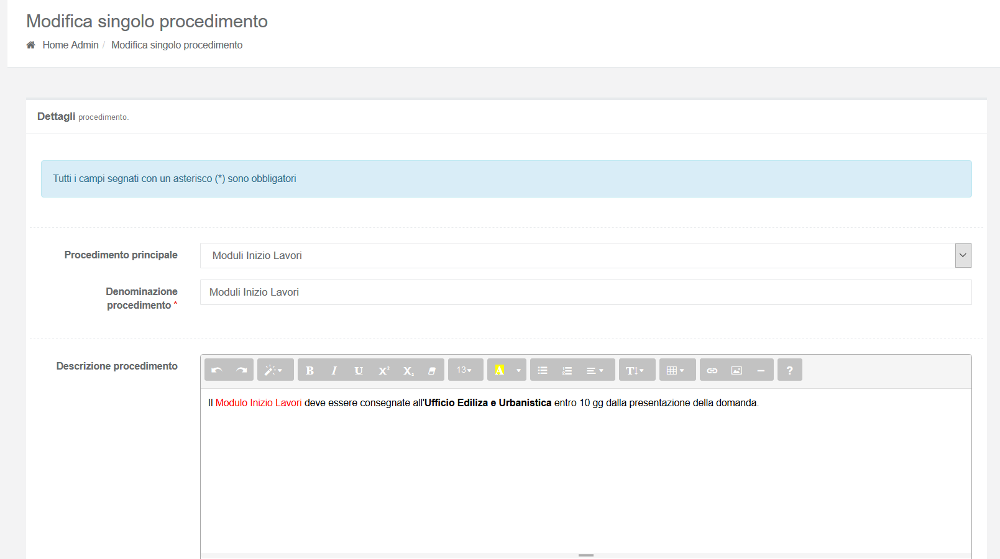 Modifica singolo procedimento
Home Admin / Modifica singolo procedimento
Dettagli procedimento.
Tutti i campi segnati con un asterisco (*) sono obbligatori
Procedimento principale
Moduli Inizio Lavori
Denominazione
procedimento *
Moduli Inizio Lavori
Descrizione procedimento
B I U X² X₂ 13 A T ?
Il Modulo Inizio Lavori deve essere consegnate all'Ufficio Ediliza e Urbanistica entro 10 gg dalla presentazione della domanda.